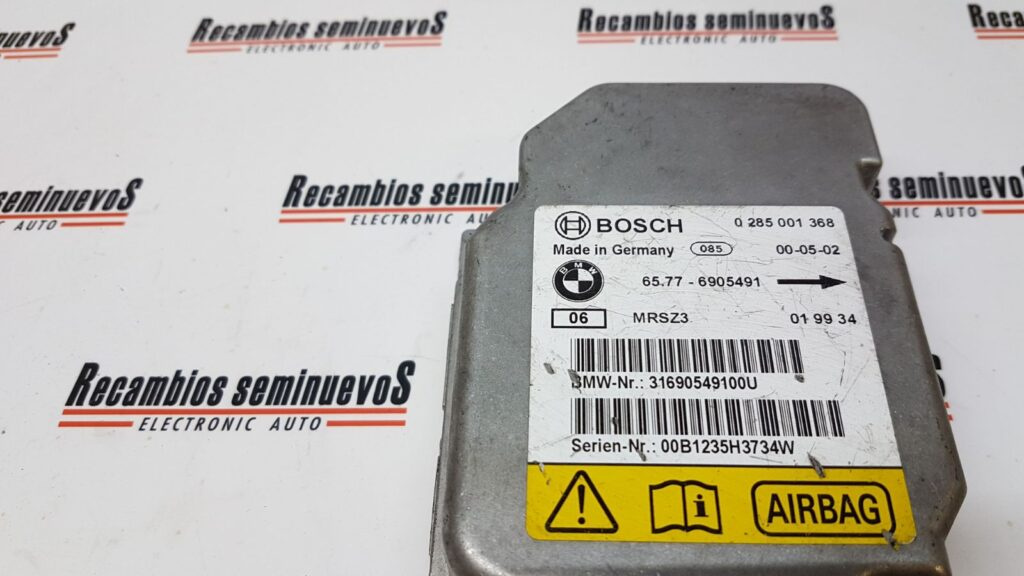 Recambios seminuevoS
ELECTRONIC AUTO
Recambios seminuevoS
ELECTRONIC AUTO
seminuevoS
AUTO
Recambios seminuevoS
ELECTRONIC AUTO
AUTO
Recambios seminuevoS
ELECTRONIC AUTO
BOSCH 0 285 001 368
Made in Germany 085 00-05-02
BMW 65.77 - 6905491
06 MRSZ3 01 99 34
BMW-Nr.: 31690549100U
Serien-Nr.: 00B1235H3734W
! i AIRBAG